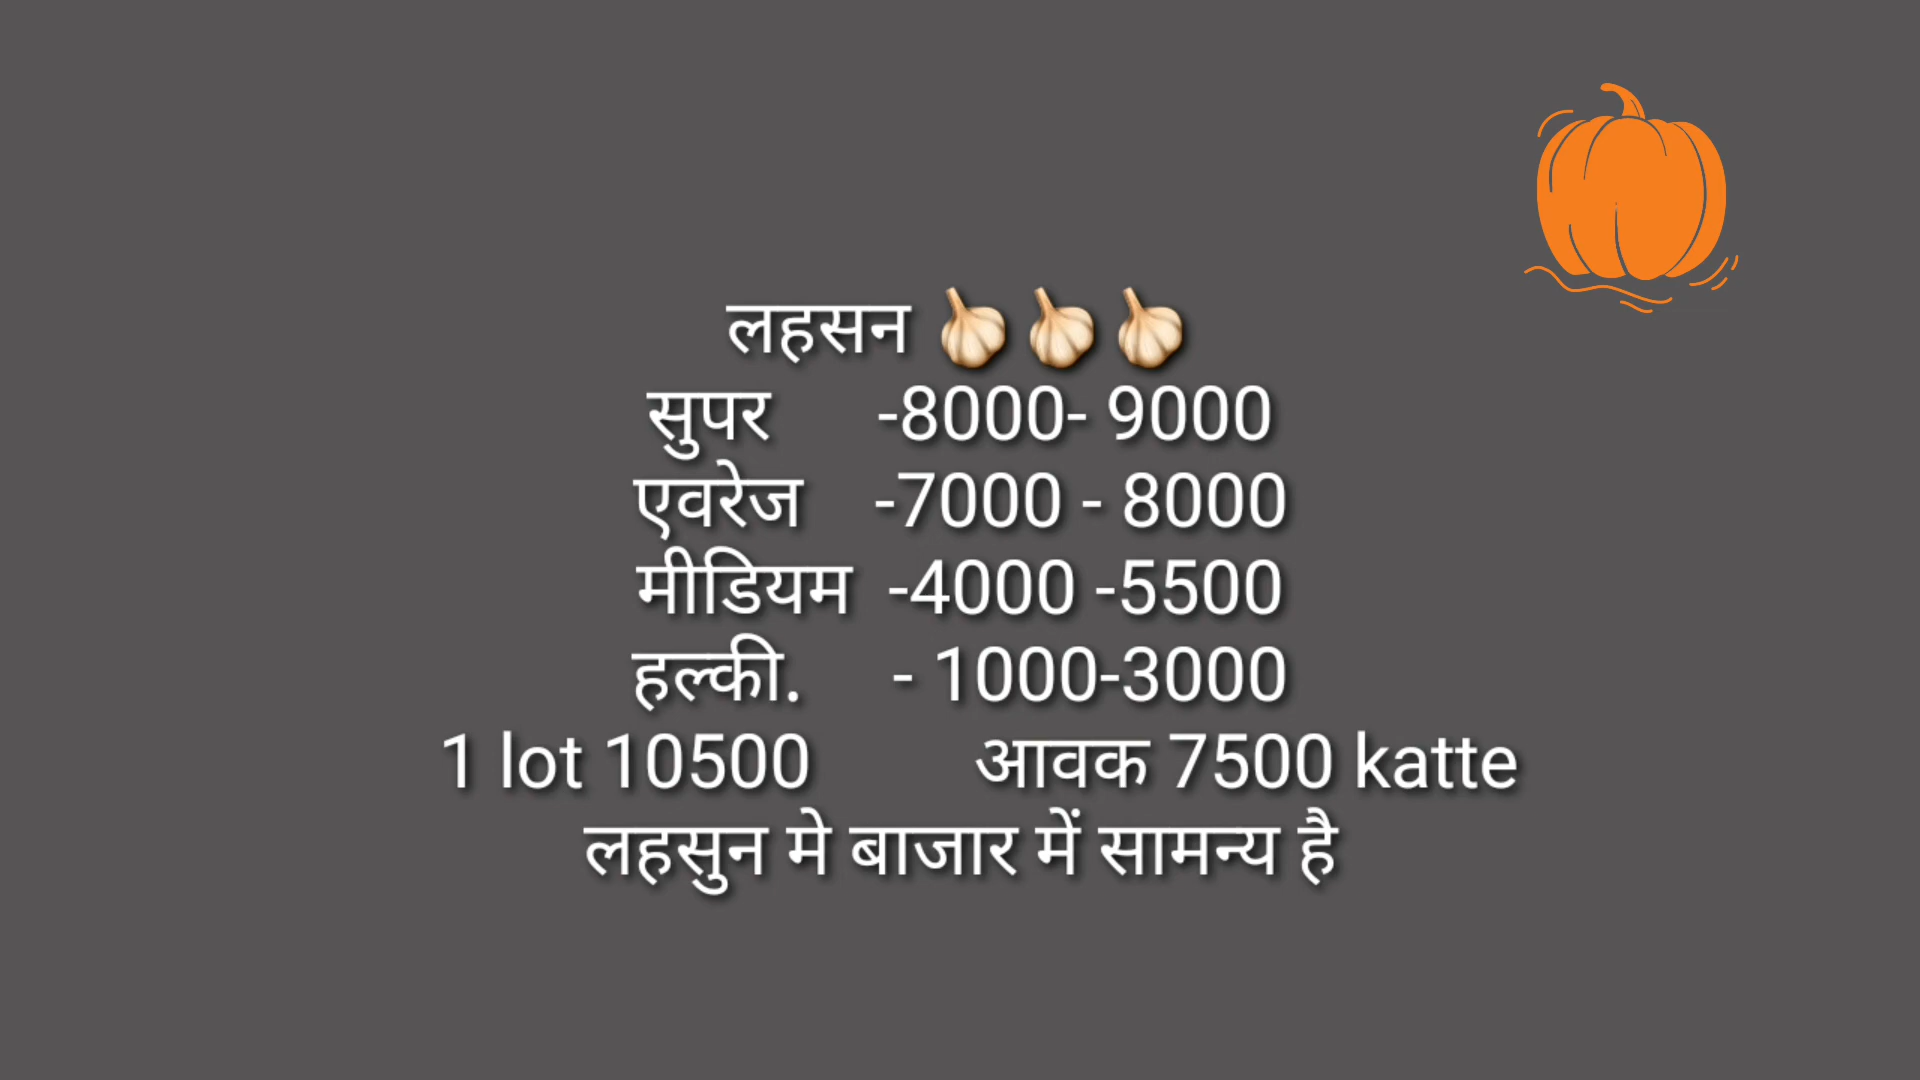 लहसन 🧄🧄🧄
सुपर -8000- 9000
एवरेज -7000 - 8000
मीडियम -4000 -5500
हल्की. - 1000-3000
1 lot 10500 आवक 7500 katte
लहसुन मे बाजार में सामन्य है